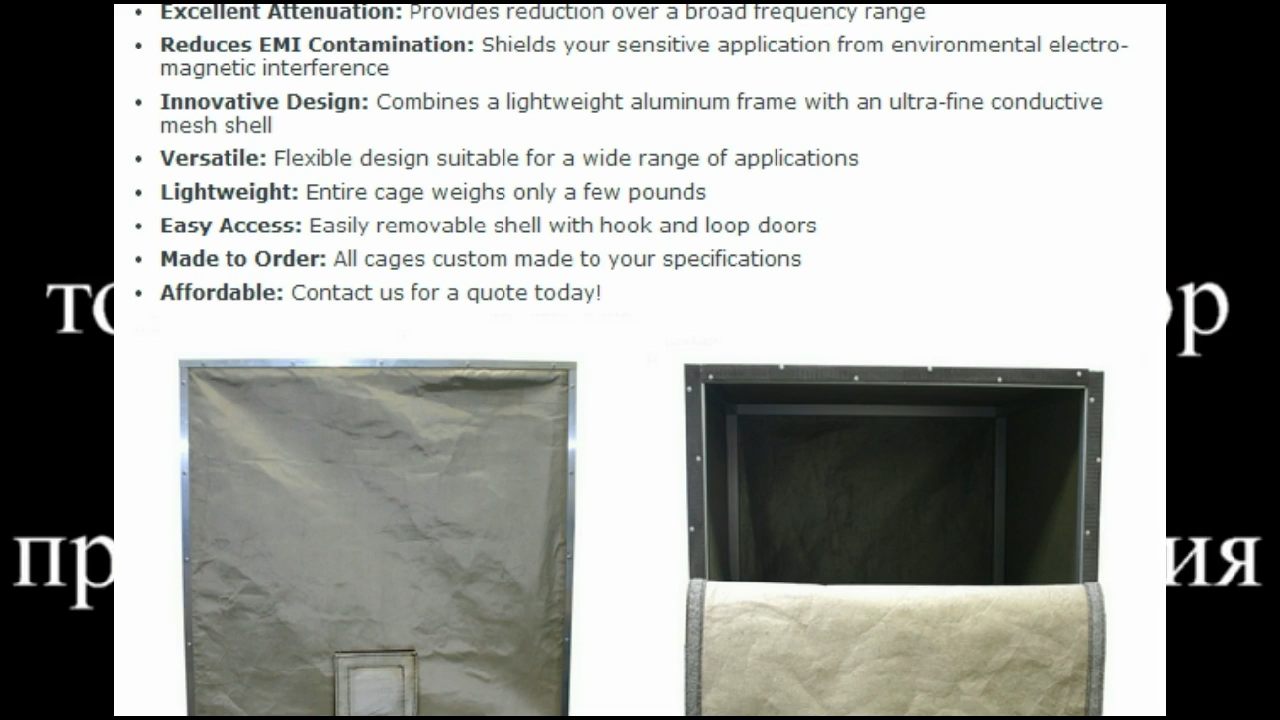 • Excellent Attenuation: Provides reduction over a broad frequency range
• Reduces EMI Contamination: Shields your sensitive application from environmental electro-
magnetic interference
• Innovative Design: Combines a lightweight aluminum frame with an ultra-fine conductive
mesh shell
• Versatile: Flexible design suitable for a wide range of applications
• Lightweight: Entire cage weighs only a few pounds
• Easy Access: Easily removable shell with hook and loop doors
• Made to Order: All cages custom made to your specifications
• Affordable: Contact us for a quote today!